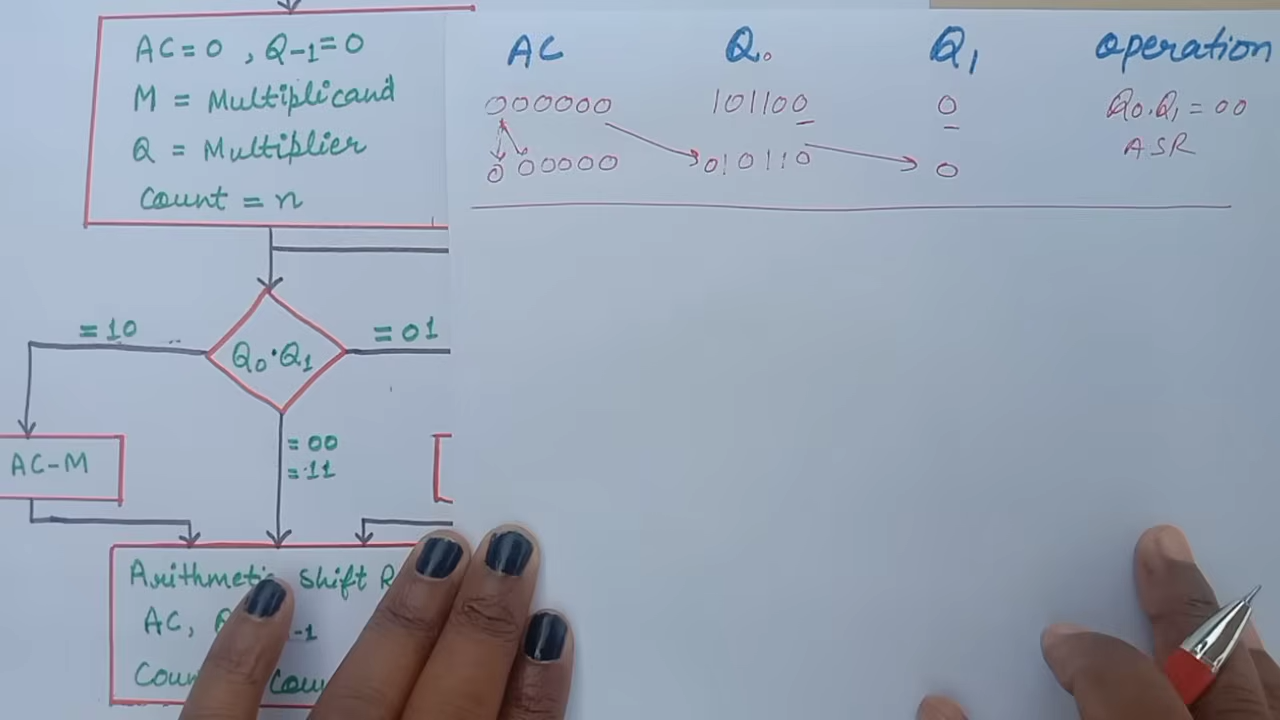 AC = 0 , Q-1 = 0
M = Multiplicand
Q = Multiplier
Count = n
= 10
Q0 . Q1
= 01
= 00
= 11
AC-M
Arithmetic shift R
AC,
-1
AC Q0 Q1 operation
000000 101100 0 Q0.Q1 = 00
ASR
000000 010110 0